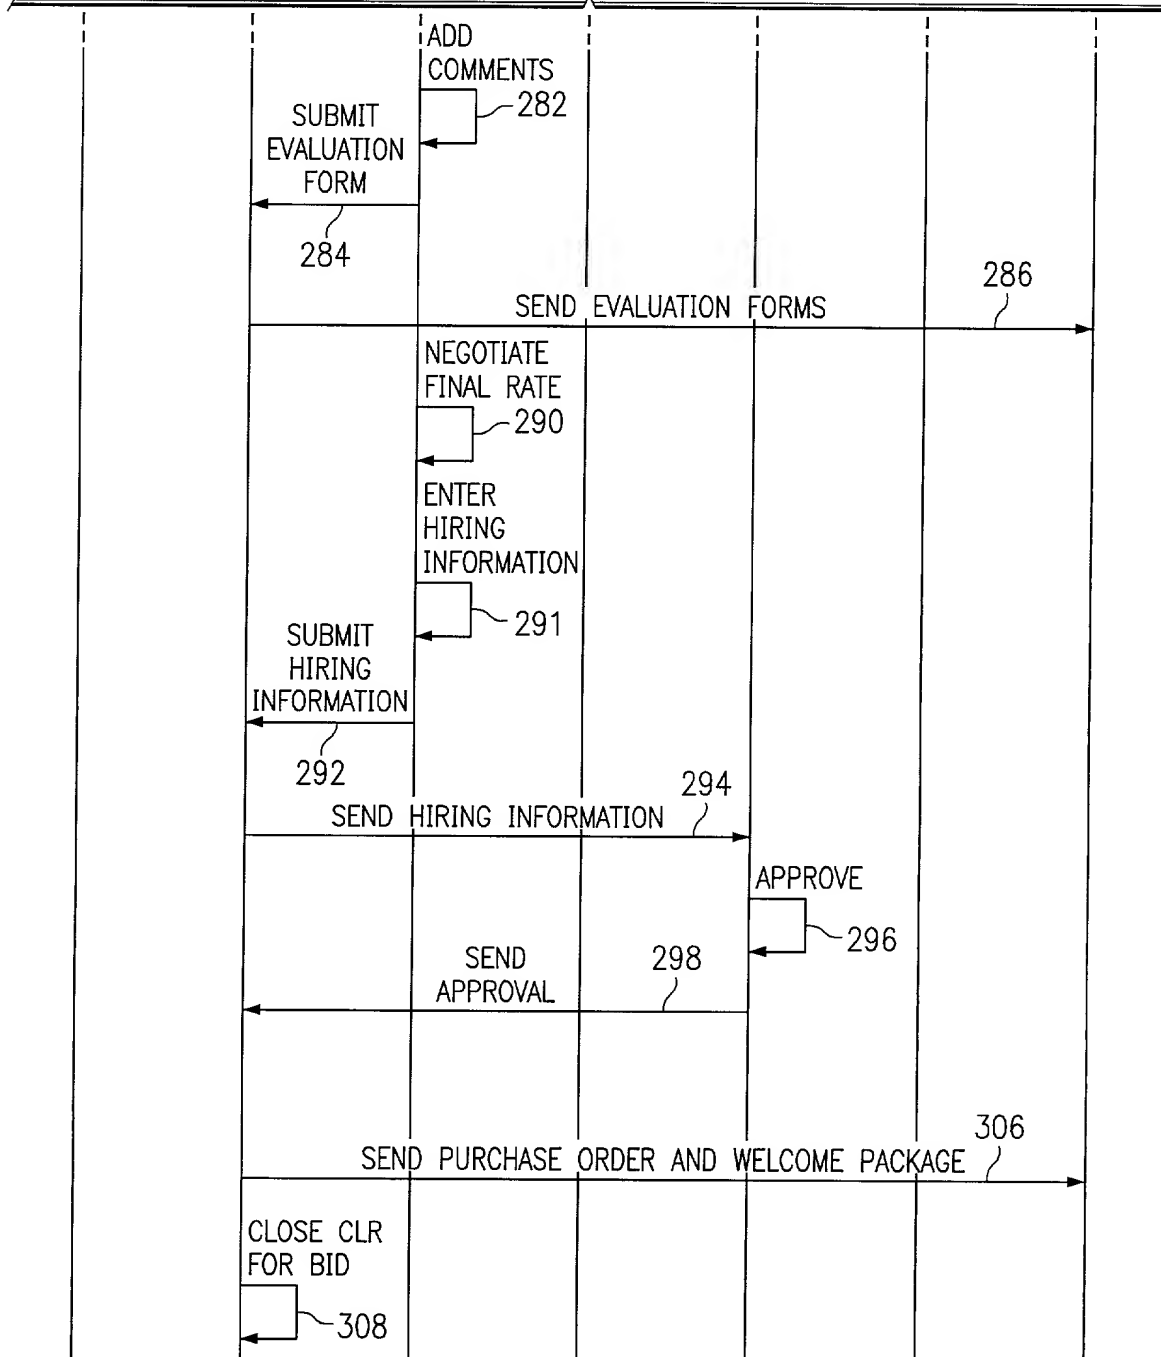 ADD
COMMENTS
282
SUBMIT
EVALUATION
FORM
284
286
SEND EVALUATION FORMS
NEGOTIATE
FINAL RATE
290
ENTER
HIRING
INFORMATION
291
SUBMIT
HIRING
INFORMATION
292
294
SEND HIRING INFORMATION
APPROVE
296
SEND
APPROVAL
298
306
SEND PURCHASE ORDER AND WELCOME PACKAGE
CLOSE CLR
FOR BID
308